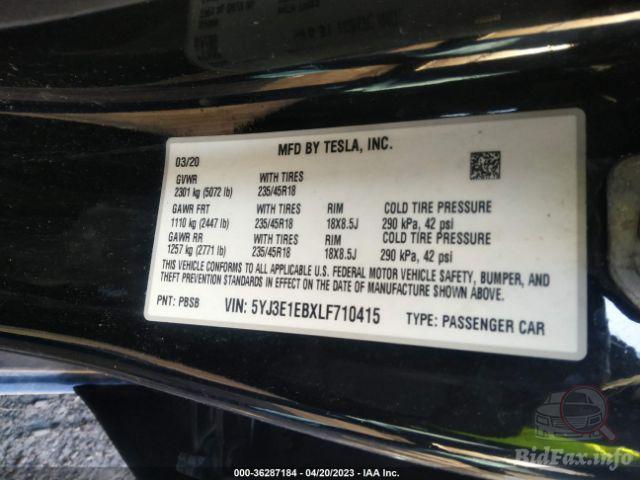 MFD BY TESLA, INC.
03/20
GVWR WITH TIRES
2301 kg (5072 lb) 235/45R18
GAWR FRT WITH TIRES RIM COLD TIRE PRESSURE
1110 kg (2447 lb) 235/45R18 18X8.5J 290 kPa, 42 psi
GAWR RR WITH TIRES RIM COLD TIRE PRESSURE
1257 kg (2771 lb) 235/45R18 18X8.5J 290 kPa, 42 psi
THIS VEHICLE CONFORMS TO ALL APPLICABLE U.S. FEDERAL MOTOR VEHICLE SAFETY, BUMPER, AND
THEFT PREVENTION STANDARDS IN EFFECT ON THE DATE OF MANUFACTURE SHOWN ABOVE.
PNT: PBSB VIN: 5YJ3E1EBXLF710415 TYPE: PASSENGER CAR
BidFax.info
000-36287184 - 04/20/2023 - IAA Inc.